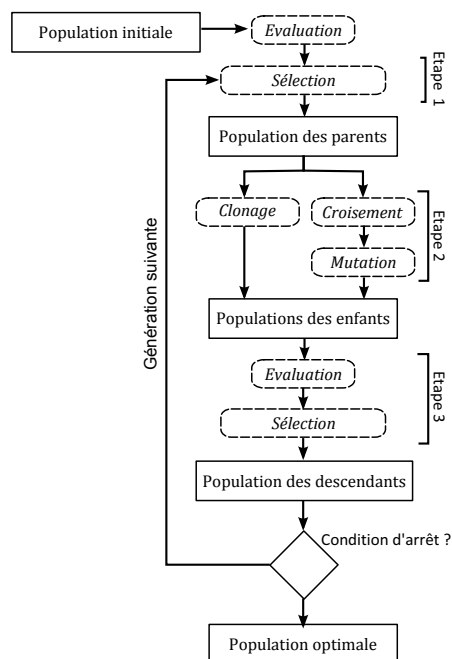 Population initiale
Evaluation
Sélection
Etape 1
Population des parents
Clonage
Croisement
Mutation
Etape 2
Génération suivante
Populations des enfants
Evaluation
Sélection
Etape 3
Population des descendants
Condition d'arrêt ?
Population optimale